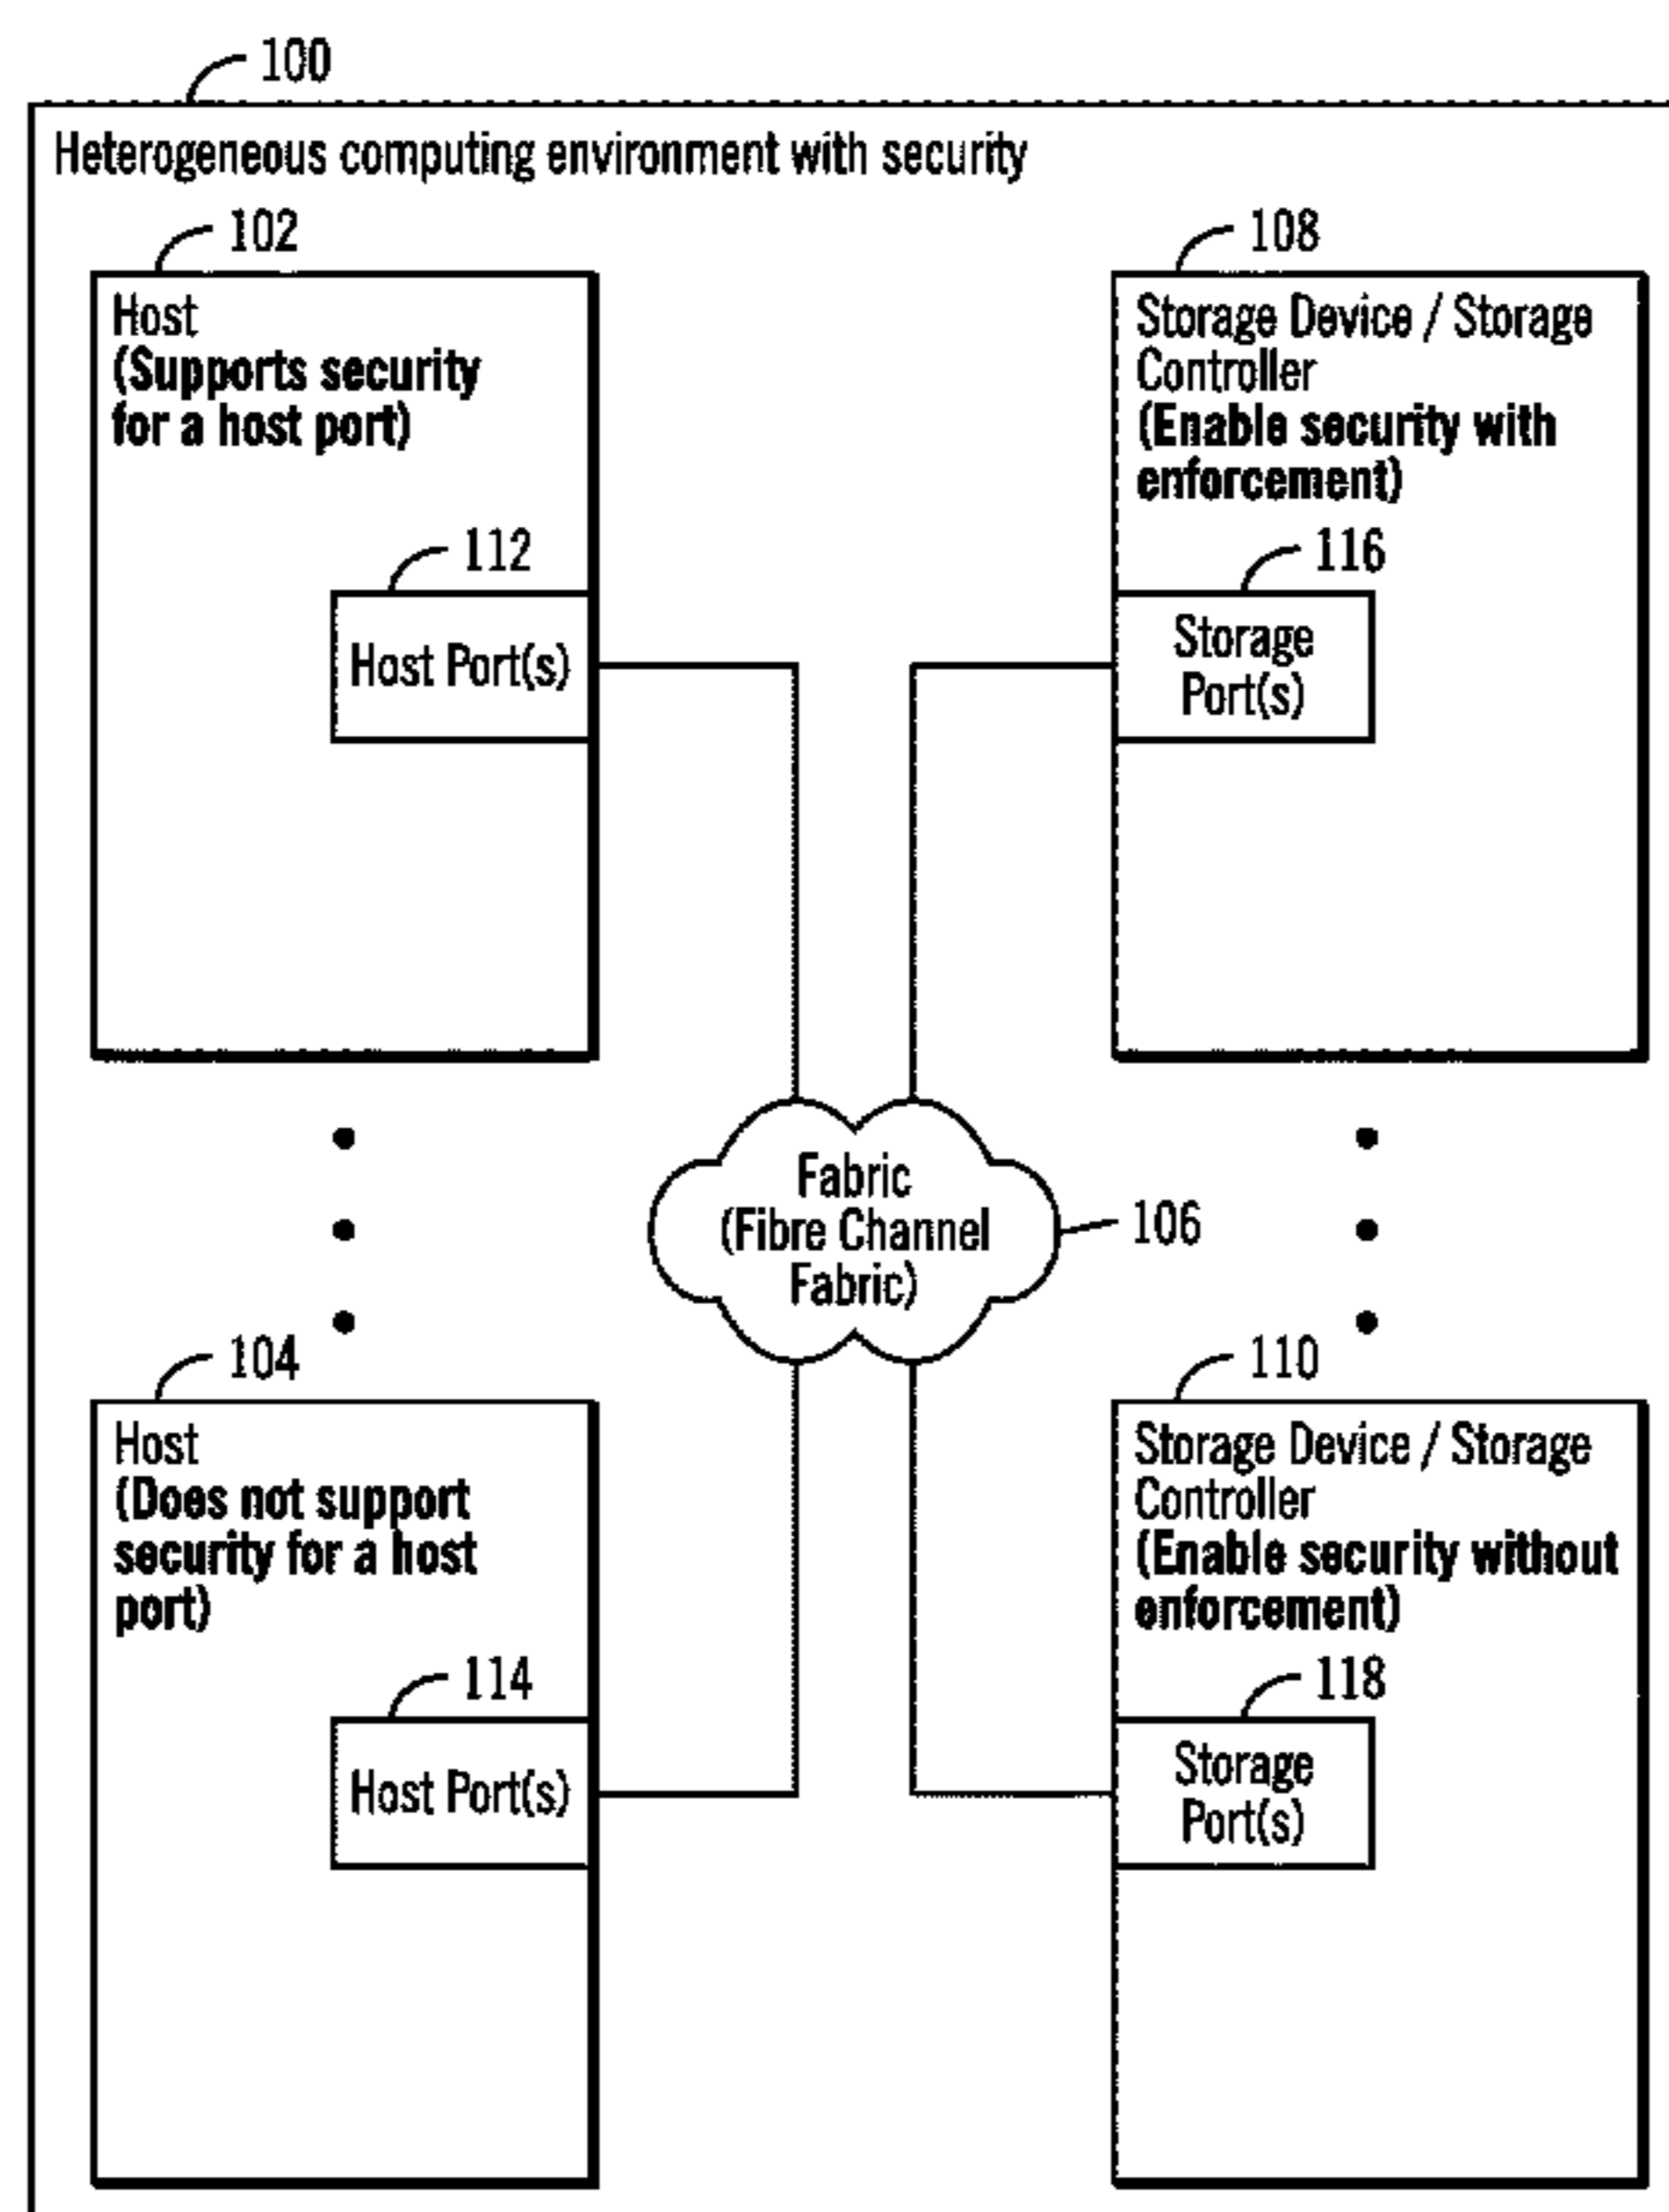 100
Heterogeneous computing environment with security
102
Host
(Supports security
for a host port)
112
Host Port(s)
108
Storage Device / Storage
Controller
(Enable security with
enforcement)
116
Storage
Port(s)
Fabric
(Fibre Channel
Fabric)
106
104
Host
(Does not support
security for a host
port)
114
Host Port(s)
110
Storage Device / Storage
Controller
(Enable security without
enforcement)
118
Storage
Port(s)